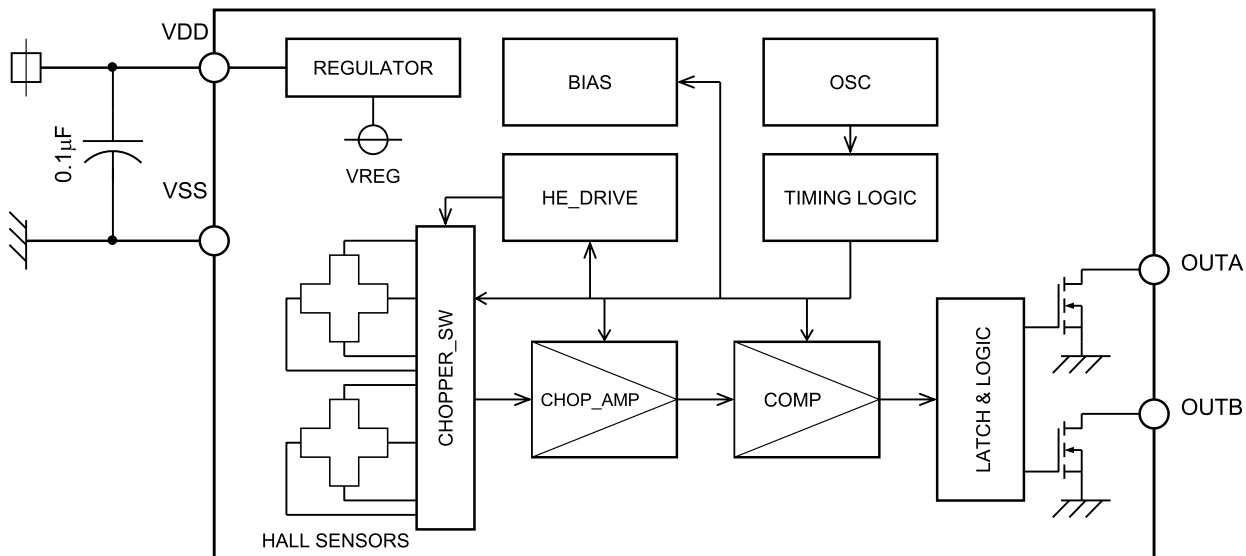 VDD
REGULATOR
BIAS
OSC
0.1µF
VREG
VSS
HE_DRIVE
TIMING LOGIC
OUTA
CHOPPER_SW
CHOP_AMP
COMP
LATCH & LOGIC
OUTB
HALL SENSORS